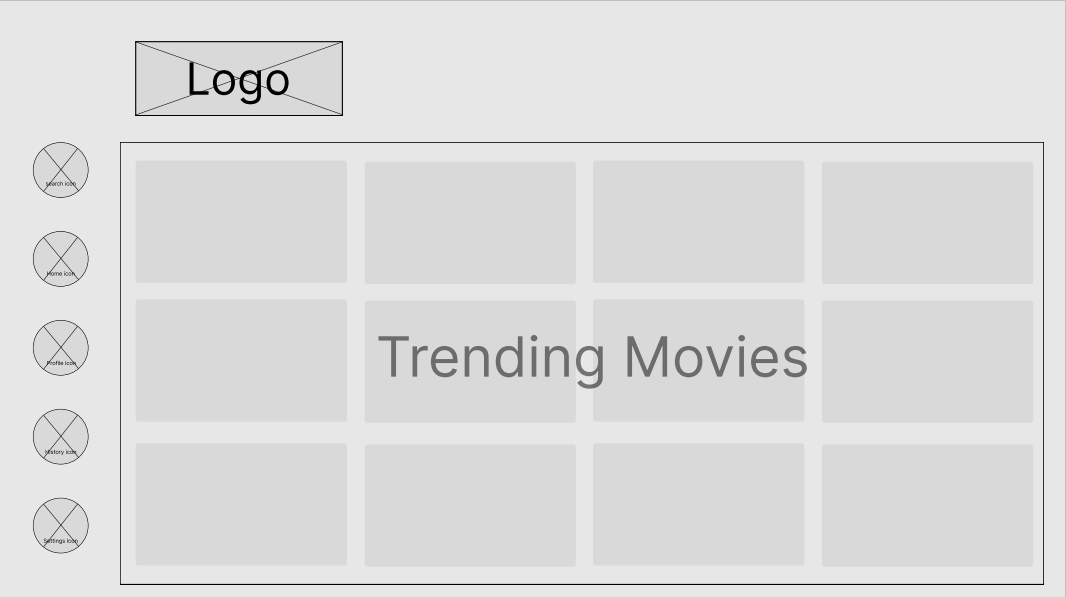 Logo
search icon
Home icon
Trending Movies
Profile icon
History icon
Settings Icon